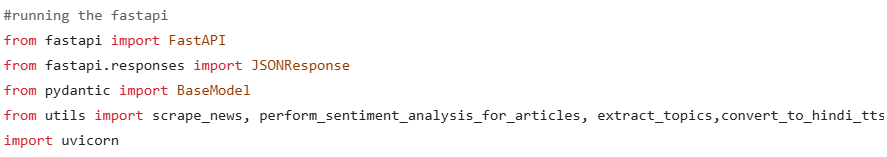 #running the fastapi
from fastapi import FastAPI
from fastapi.responses import JSONResponse
from pydantic import BaseModel
from utils import scrape_news, perform_sentiment_analysis_for_articles, extract_topics,convert_to_hindi_tts
import uvicorn